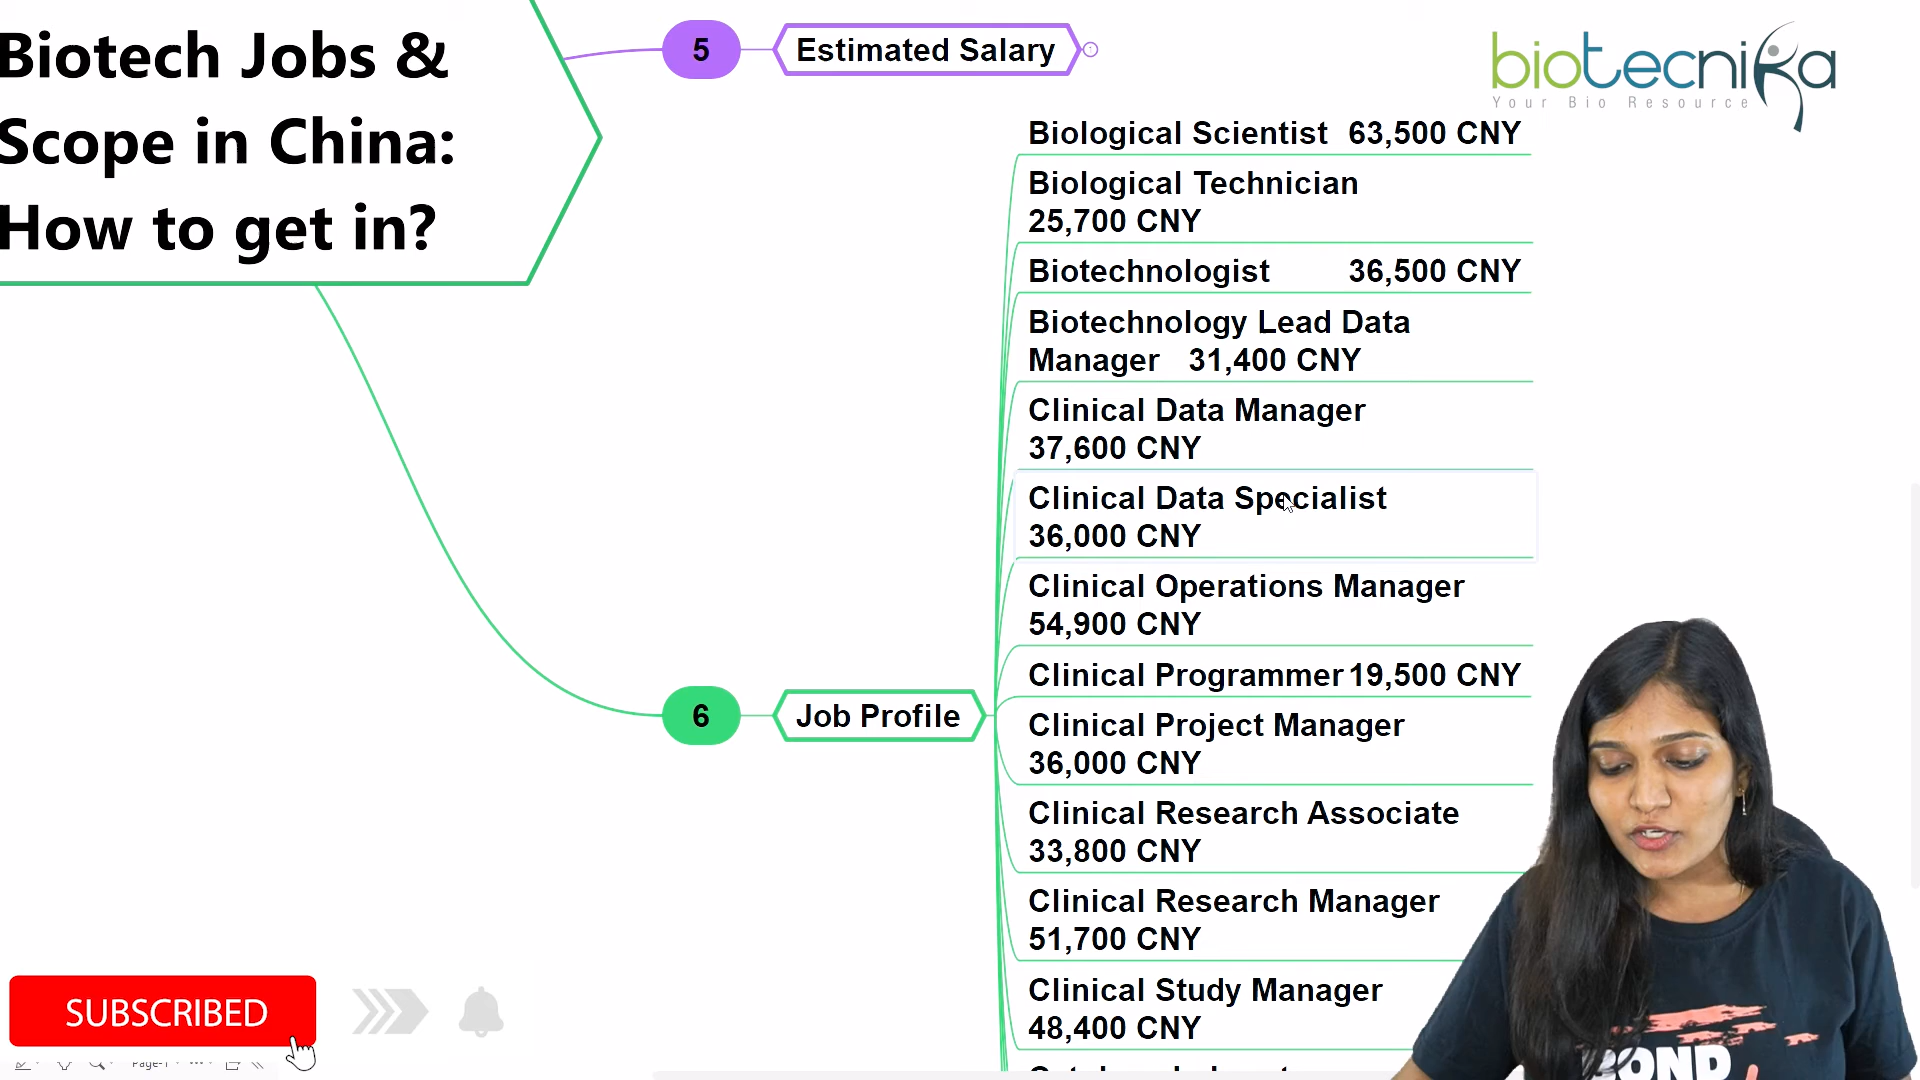 Biotech Jobs &
Scope in China:
How to get in?
5
Estimated Salary
biotecnika
Your Bio Resource
Biological Scientist 63,500 CNY
Biological Technician
25,700 CNY
Biotechnologist 36,500 CNY
Biotechnology Lead Data
Manager 31,400 CNY
Clinical Data Manager
37,600 CNY
Clinical Data Specialist
36,000 CNY
Clinical Operations Manager
54,900 CNY
6
Job Profile
Clinical Programmer 19,500 CNY
Clinical Project Manager
36,000 CNY
Clinical Research Associate
33,800 CNY
Clinical Research Manager
51,700 CNY
Clinical Study Manager
48,400 CNY
SUBSCRIBED
Page-1